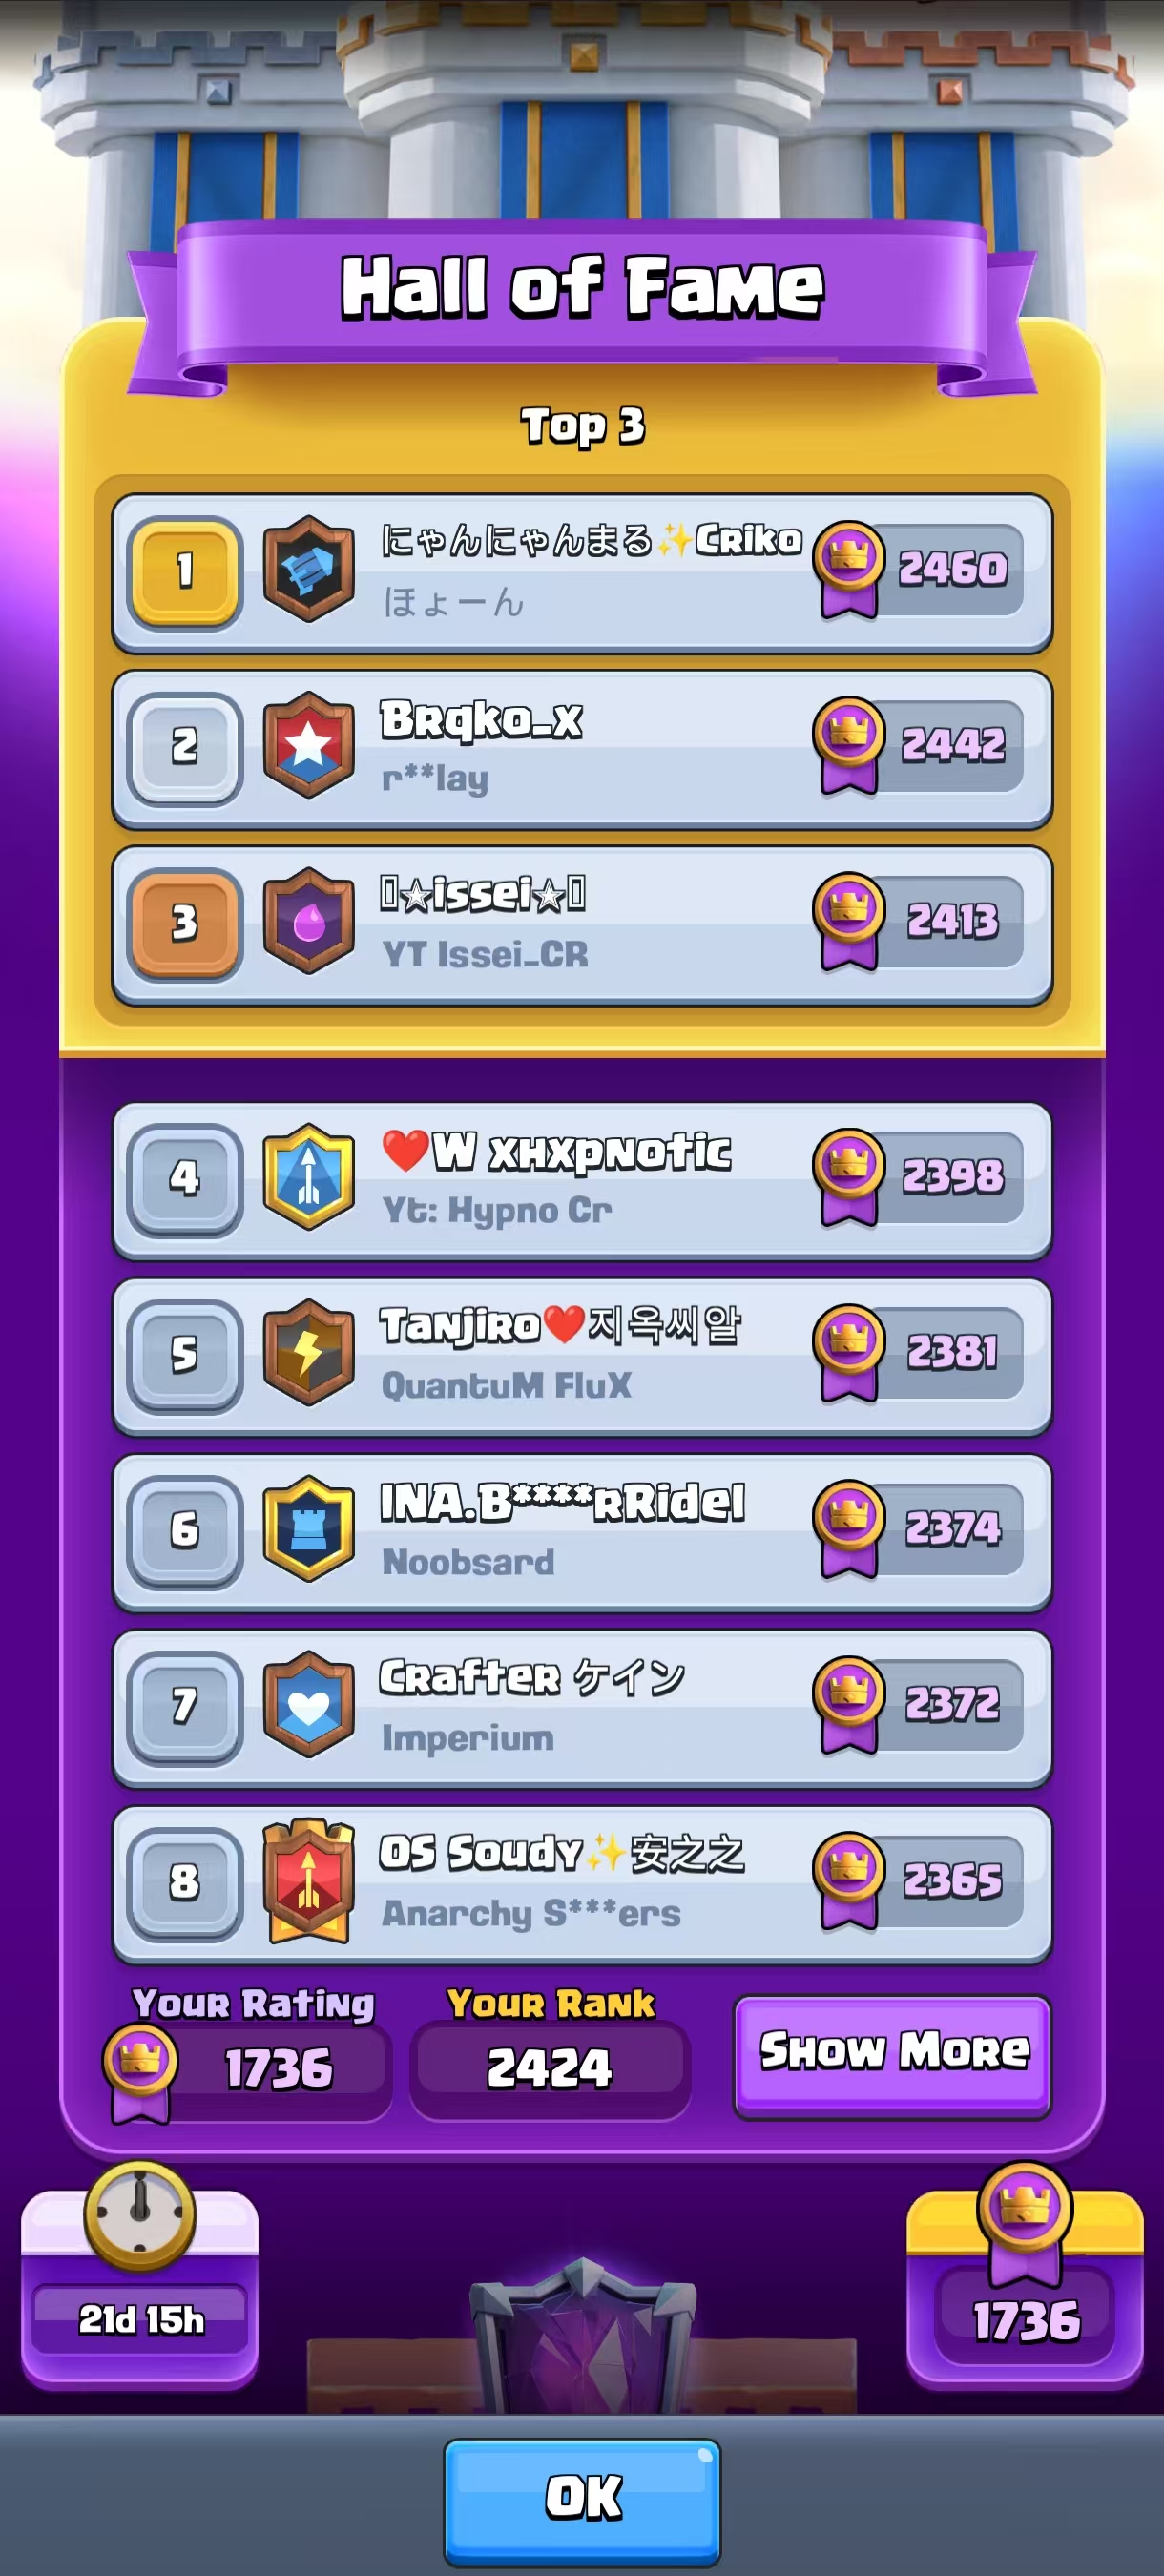 Hall of Fame
Top 3
1
にゃんにゃんまる✨Criko
ほょーん
2460
2
Brqko_x
r**lay
2442
3
☆issei☆
YT Issei_CR
2413
4
❤️W xHxpNotic
Yt: Hypno Cr
2398
5
Tanjiro❤️지옥씨알
QuantuM FluX
2381
6
INA.B****rRidel
Noobsard
2374
7
Crafter ケイン
Imperium
2372
8
OS Soudy✨安之之
Anarchy S***ers
2365
Your Rating
1736
Your Rank
2424
Show More
21d 15h
1736
OK